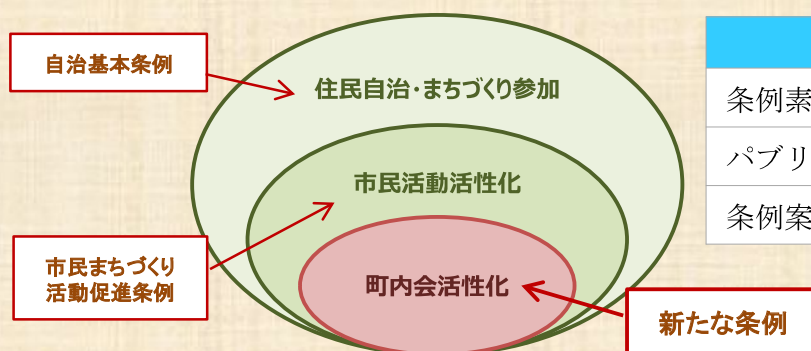 自治基本条例
住民自治・まちづくり参加
市民活動活性化
市民まちづくり
活動促進条例
町内会活性化
新たな条例
条例素
パブリ
条例案